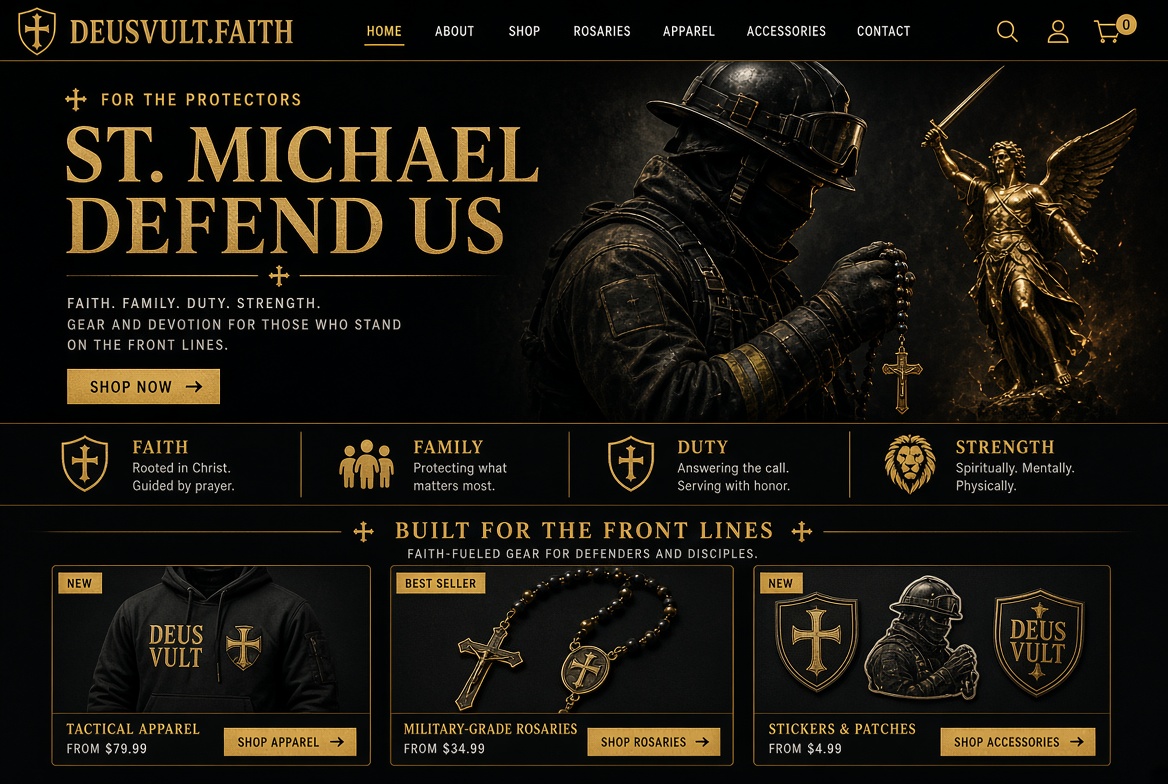 DEUSVULT.FAITH
HOME ABOUT SHOP ROSARIES APPAREL ACCESSORIES CONTACT
0
FOR THE PROTECTORS
ST. MICHAEL
DEFEND US
FAITH. FAMILY. DUTY. STRENGTH.
GEAR AND DEVOTION FOR THOSE WHO STAND
ON THE FRONT LINES.
SHOP NOW →
FAITH
Rooted in Christ.
Guided by prayer.
FAMILY
Protecting what
matters most.
DUTY
Answering the call.
Serving with honor.
STRENGTH
Spiritually. Mentally.
Physically.
BUILT FOR THE FRONT LINES
FAITH-FUELED GEAR FOR DEFENDERS AND DISCIPLES.
NEW
DEUS
VULT
TACTICAL APPAREL
FROM $79.99
SHOP APPAREL →
BEST SELLER
MILITARY-GRADE ROSARIES
FROM $34.99
SHOP ROSARIES →
NEW
DEUS
VULT
STICKERS & PATCHES
FROM $4.99
SHOP ACCESSORIES →